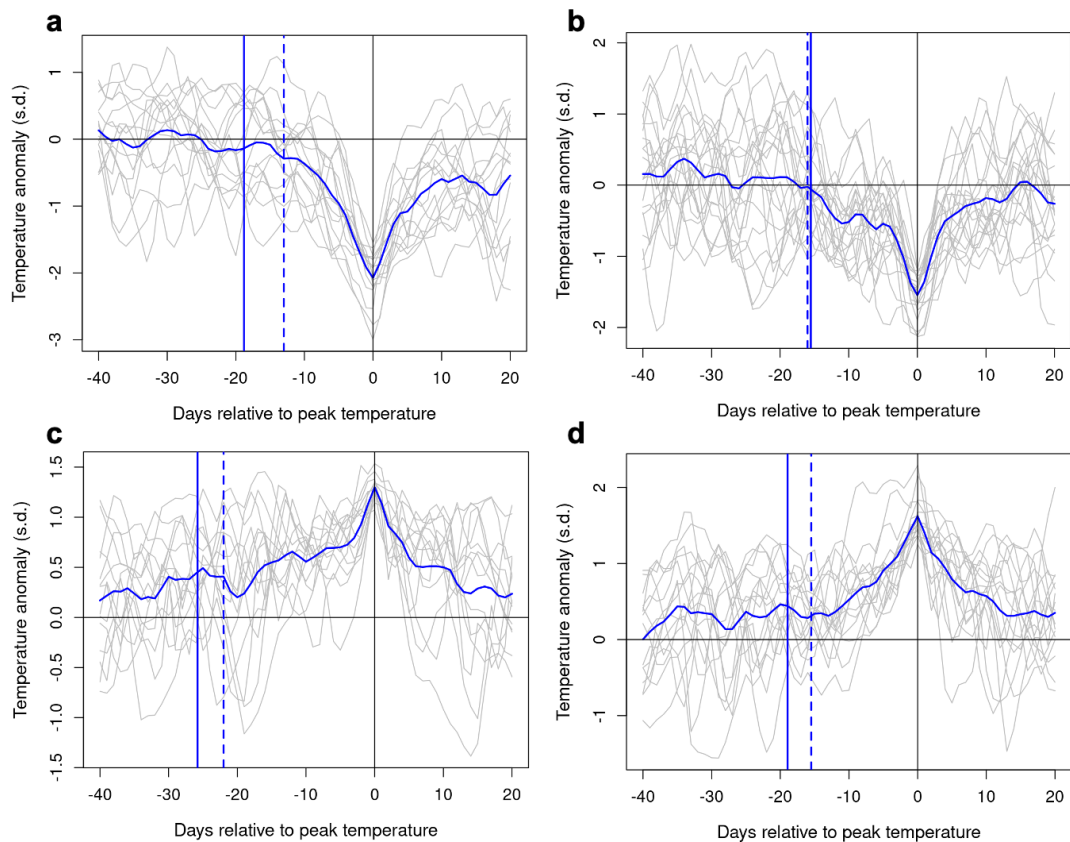 a
Temperature anomaly (s.d.)
1
0
-1
-2
-3
-40 -30 -20 -10 0 10 20
Days relative to peak temperature
b
Temperature anomaly (s.d.)
2
1
0
-1
-2
-40 -30 -20 -10 0 10 20
Days relative to peak temperature
c
Temperature anomaly (s.d.)
1.5
1.0
0.5
0.0
-0.5
-1.0
-1.5
-40 -30 -20 -10 0 10 20
Days relative to peak temperature
d
Temperature anomaly (s.d.)
2
1
0
-1
-40 -30 -20 -10 0 10 20
Days relative to peak temperature